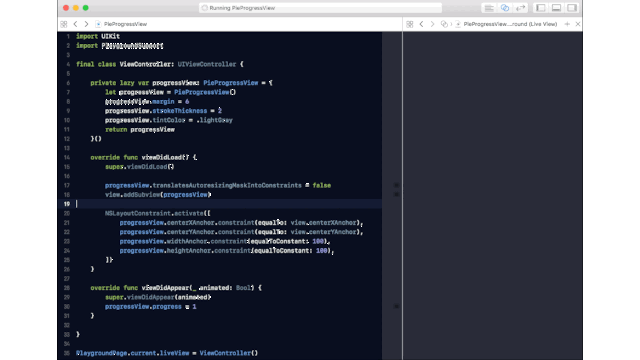 Running PieProgressView
PieProgressView
PieProgressView...round (Live View)
1 import UIKit
2 import PlaygroundSupport
3
4 final class ViewController: UIViewController {
5
6 private lazy var progressView: PieProgressView = {
7 let progressView = PieProgressView()
8 progressView.margin = 6
9 progressView.strokeThickness = 2
10 progressView.tintColor = .lightGray
11 return progressView
12 }()
13
14 override func viewDidLoad() {
15 super.viewDidLoad()
16
17 progressView.translatesAutoresizingMaskIntoConstraints = false
18 view.addSubview(progressView)
19
20 NSLayoutConstraint.activate([
21 progressView.centerXAnchor.constraint(equalTo: view.centerXAnchor),
22 progressView.centerYAnchor.constraint(equalTo: view.centerYAnchor),
23 progressView.widthAnchor.constraint(equalToConstant: 100),
24 progressView.heightAnchor.constraint(equalToConstant: 100),
25 ])
26 }
27
28 override func viewDidAppear(_ animated: Bool) {
29 super.viewDidAppear(animated)
30 progressView.progress = 1
31 }
32
33 }
34
35 PlaygroundPage.current.liveView = ViewController()